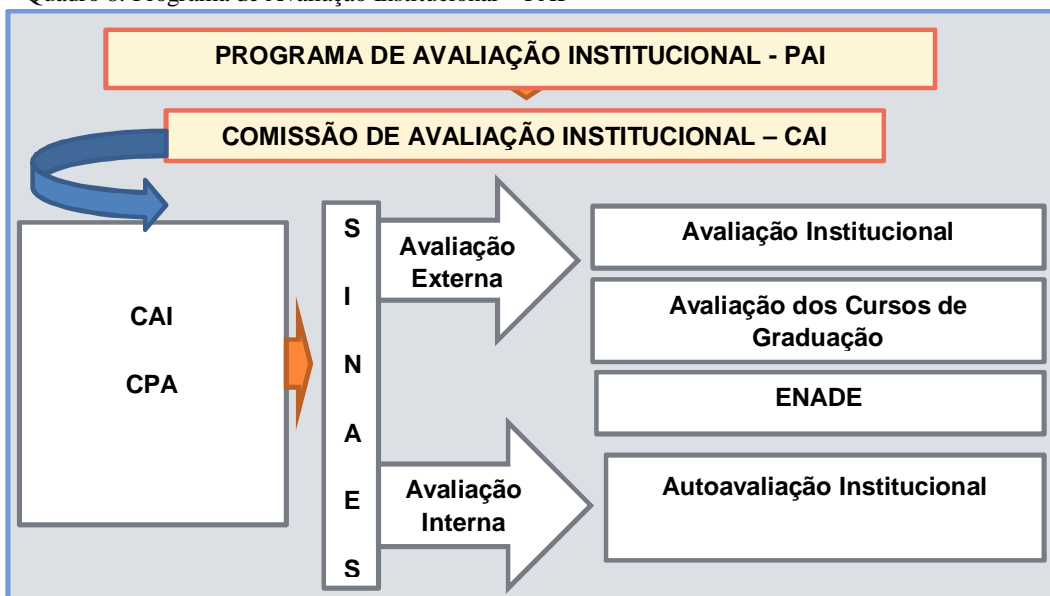 PROGRAMA DE AVALIAÇÃO INSTITUCIONAL - PAI
COMISSÃO DE AVALIAÇÃO INSTITUCIONAL – CAI
CAI
CPA
S
I
N
A
E
S
Avaliação
Externa
Avaliação Institucional
Avaliação dos Cursos de
Graduação
ENADE
Avaliação
Interna
Autoavaliação Institucional